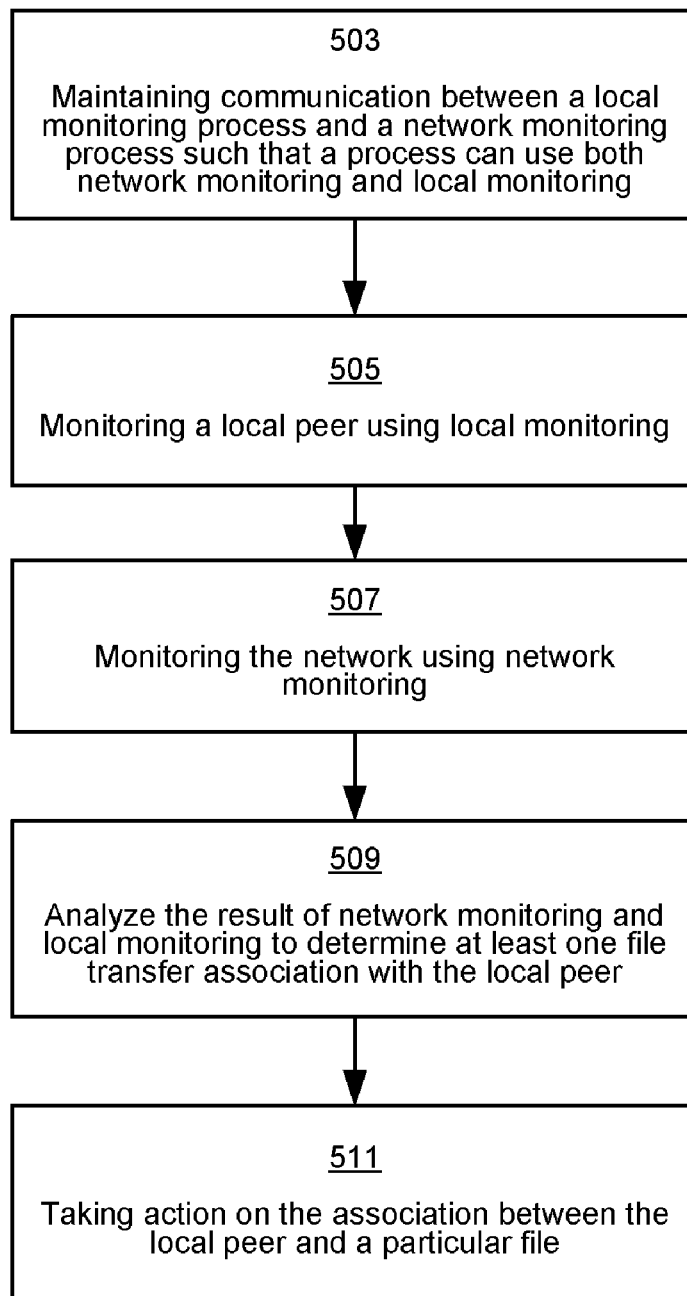 503
Maintaining communication between a local
monitoring process and a network monitoring
process such that a process can use both
network monitoring and local monitoring
505
Monitoring a local peer using local monitoring
507
Monitoring the network using network
monitoring
509
Analyze the result of network monitoring and
local monitoring to determine at least one file
transfer association with the local peer
511
Taking action on the association between the
local peer and a particular file